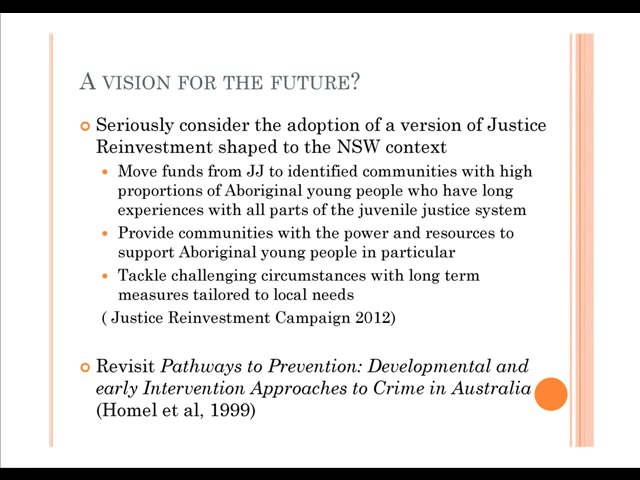 A VISION FOR THE FUTURE?
Seriously consider the adoption of a version of Justice
Reinvestment shaped to the NSW context
Move funds from JJ to identified communities with high
proportions of Aboriginal young people who have long
experiences with all parts of the juvenile justice system
Provide communities with the power and resources to
support Aboriginal young people in particular
Tackle challenging circumstances with long term
measures tailored to local needs
( Justice Reinvestment Campaign 2012)
Revisit Pathways to Prevention: Developmental and
early Intervention Approaches to Crime in Australia
(Homel et al, 1999)